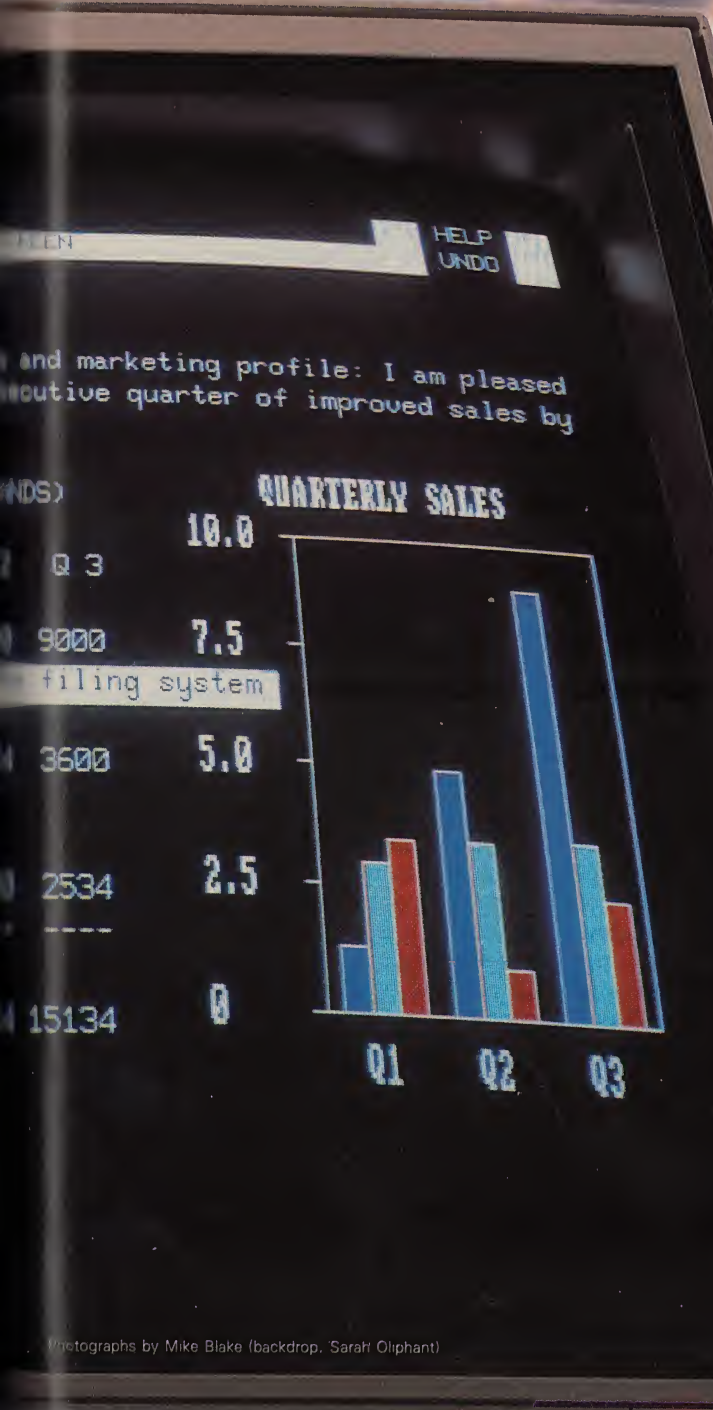 HELP
UNDO
and marketing profile: I am pleased
quarter of improved sales by
QUARTERLY SALES
10.0
Q 3
9000 7.5
filing system
3600 5.0
2534 2.5
----
15134 0
Q1 Q2 Q3
Photographs by Mike Blake (backdrop, Sarah Oliphant)